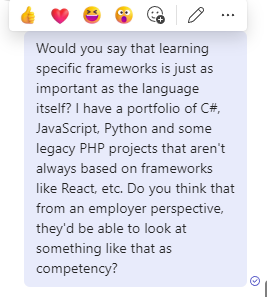 Would you say that learning
specific frameworks is just as
important as the language
itself? I have a portfolio of C#,
JavaScript, Python and some
legacy PHP projects that aren't
always based on frameworks
like React, etc. Do you think that
from an employer perspective,
they'd be able to look at
something like that as
competency?